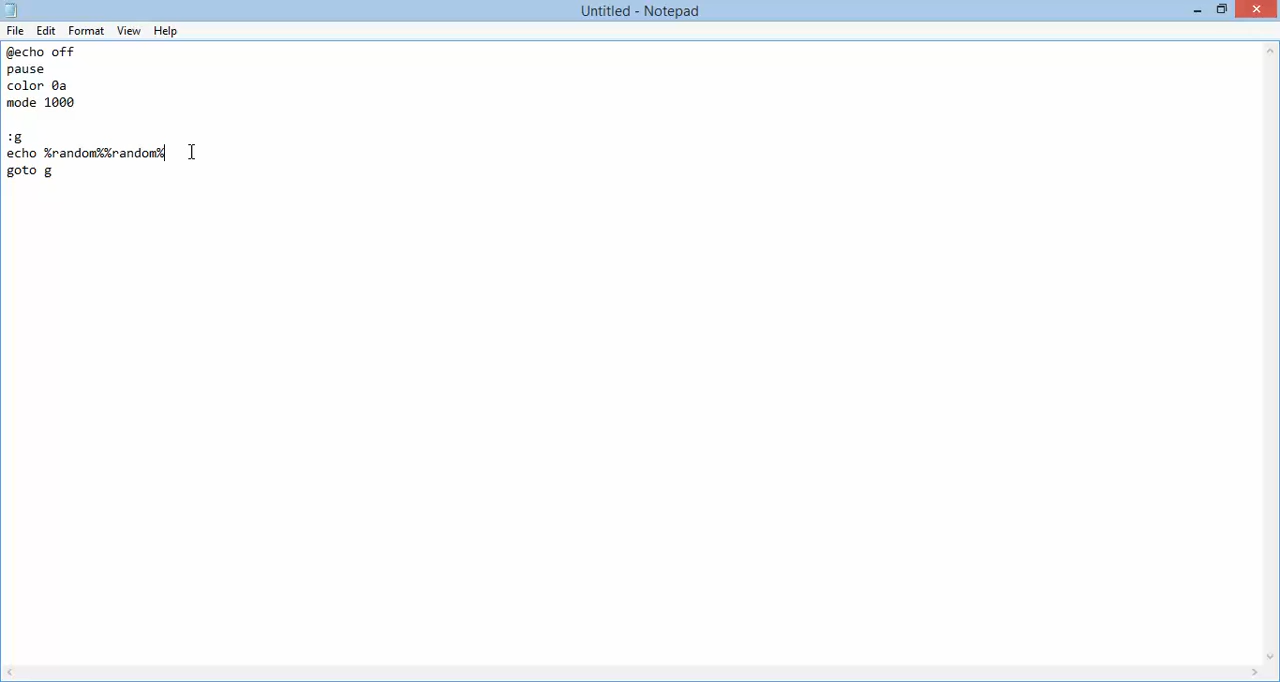 Untitled - Notepad
File Edit Format View Help
@echo off
pause
color 0a
mode 1000
:g
echo %random%%random%
goto g